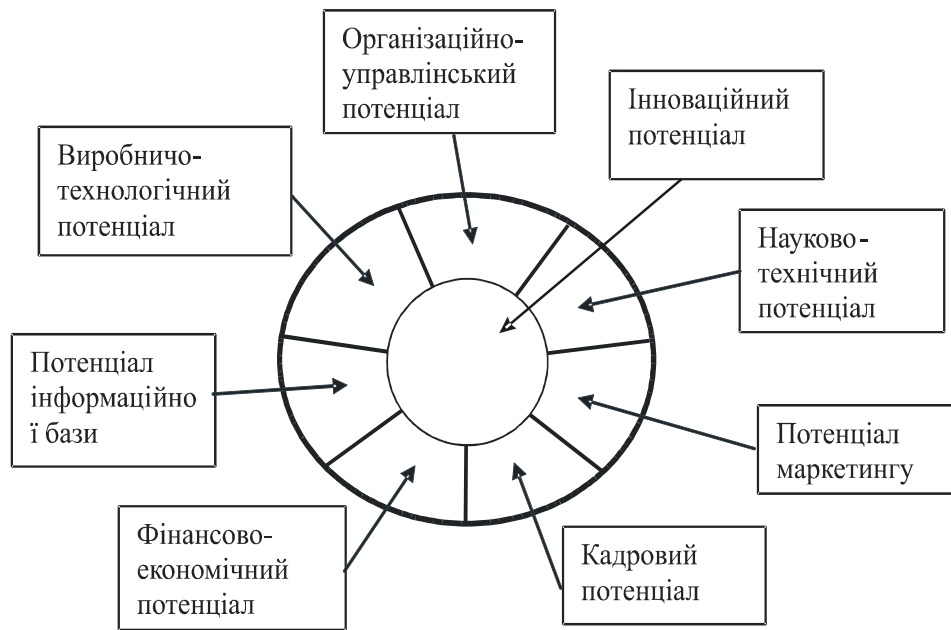 Організаційно-
управлінський
потенціал
Інноваційний
потенціал
Виробничо-
технологічний
потенціал
Науково-
технічний
потенціал
Потенціал
інформаційно
ї бази
Потенціал
маркетингу
Фінансово-
економічний
потенціал
Кадровий
потенціал